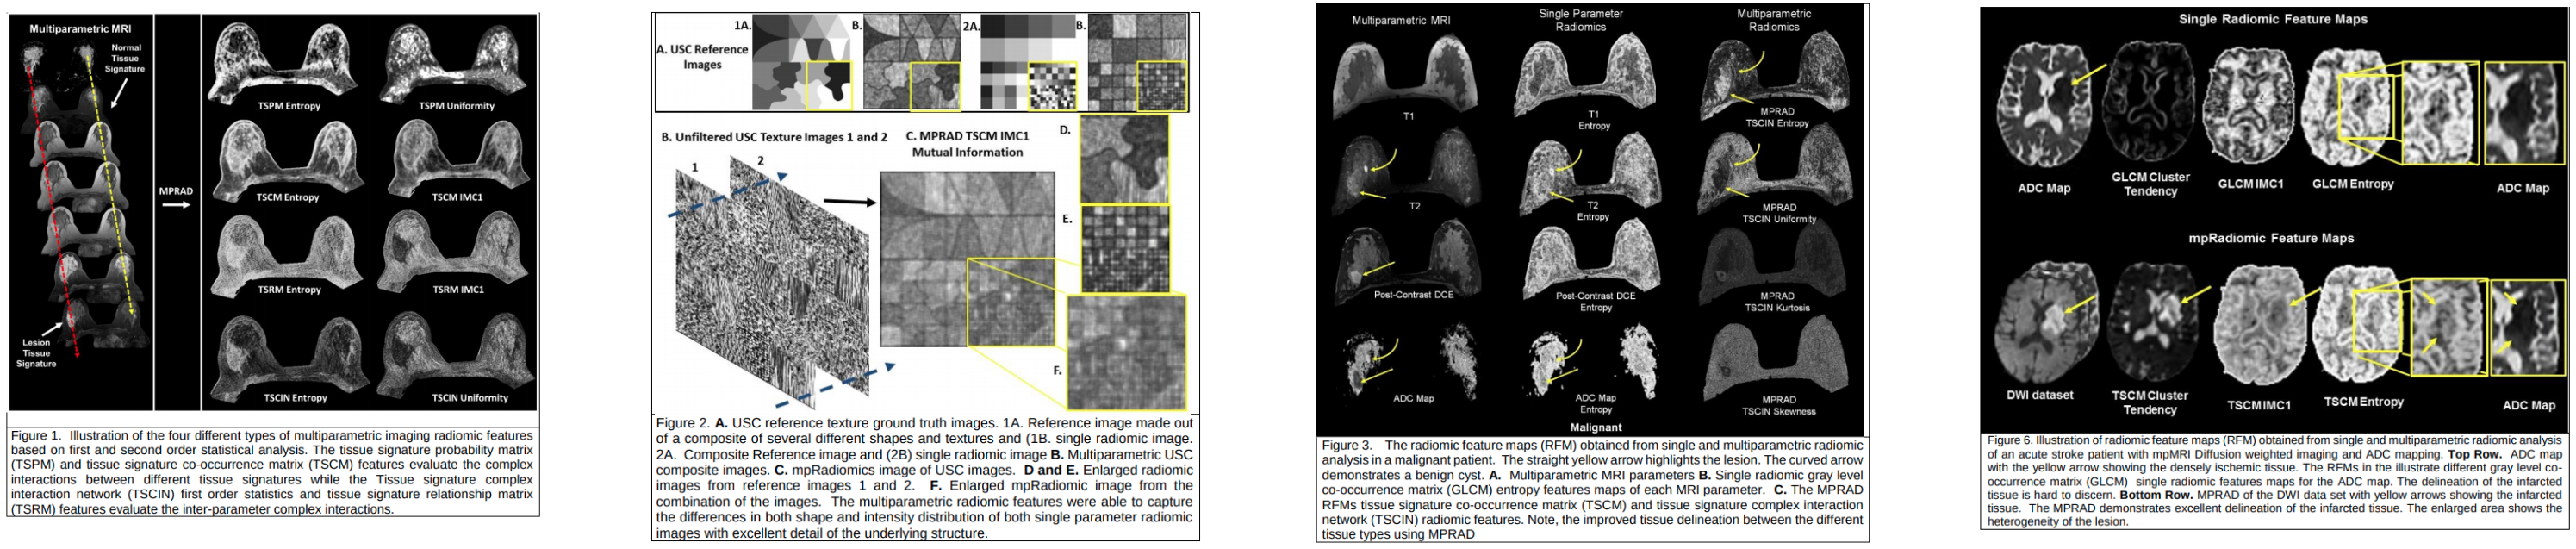 Multiparametric MRI
Normal
Tissue
Signature
MPRAD
Lesion
Tissue
Signature
TSPM Entropy
TSPM Uniformity
TSCM Entropy
TSCM IMC1
TSRM Entropy
TSRM IMC1
TSCIN Entropy
TSCIN Uniformity
Figure 1.  Illustration of the four different types of multiparametric imaging radiomic features
based on first and second order statistical analysis. The tissue signature probability matrix
(TSPM) and tissue signature co-occurrence matrix (TSCM) features evaluate the complex
interactions between different tissue signatures while the Tissue signature complex
interaction network (TSCIN) first order statistics and tissue signature relationship matrix
(TSRM) features evaluate the inter-parameter complex interactions.
1A.
B.
2A.
B.
A. USC Reference
Images
B. Unfiltered USC Texture Images 1 and 2
1
2
C. MPRAD TSCM IMC1
Mutual Information
D.
E.
F.
Figure 2. A. USC reference texture ground truth images. 1A. Reference image made out
of a composite of several different shapes and textures and (1B. single radiomic image.
2A.  Composite Reference image and (2B) single radiomic image B. Multiparametric USC
composite images. C. mpRadiomics image of USC images.  D and E. Enlarged radiomic
images from reference images 1 and 2.  F. Enlarged mpRadiomic image from the
combination of the images.  The multiparametric radiomic features were able to capture
the differences in both shape and intensity distribution of both single parameter radiomic
images with excellent detail of the underlying structure.
Multiparametric MRI
Single Parameter
Radiomics
Multiparametric
Radiomics
T1
T1
Entropy
MPRAD
TSCIN Entropy
T2
T2
Entropy
MPRAD
TSCIN Uniformity
Post-Contrast DCE
Post-Contrast DCE
Entropy
MPRAD
TSCIN Kurtosis
ADC Map
ADC Map
Entropy
MPRAD
TSCIN Skewness
Malignant
Figure 3.   The radiomic feature maps (RFM) obtained from single and multiparametric radiomic
analysis in a malignant patient.  The straight yellow arrow highlights the lesion. The curved arrow
demonstrates a benign cyst. A.  Multiparametric MRI parameters B. Single radiomic gray level
co-occurrence matrix (GLCM) entropy features maps of each MRI parameter.  C. The MPRAD
RFMs tissue signature co-occurrence matrix (TSCM) and tissue signature complex interaction
network (TSCIN) radiomic features. Note, the improved tissue delineation between the different
tissue types using MPRAD
Single Radiomic Feature Maps
ADC Map
GLCM Cluster
Tendency
GLCM IMC1
GLCM Entropy
ADC Map
mpRadiomic Feature Maps
DWI dataset
TSCM Cluster
Tendency
TSCM IMC1
TSCM Entropy
ADC Map
Figure 6. Illustration of radiomic feature maps (RFM) obtained from single and multiparametric radiomic analysis
of an acute stroke patient with mpMRI Diffusion weighted imaging and ADC mapping. Top Row.  ADC map
with the yellow arrow showing the densely ischemic tissue. The RFMs in the illustrate different gray level co-
occurrence matrix (GLCM)  single radiomic features maps for the ADC map. The delineation of the infarcted
tissue is hard to discern. Bottom Row. MPRAD of the DWI data set with yellow arrows showing the infarcted
tissue.  The MPRAD demonstrates excellent delineation of the infarcted tissue. The enlarged area shows the
heterogeneity of the lesion.